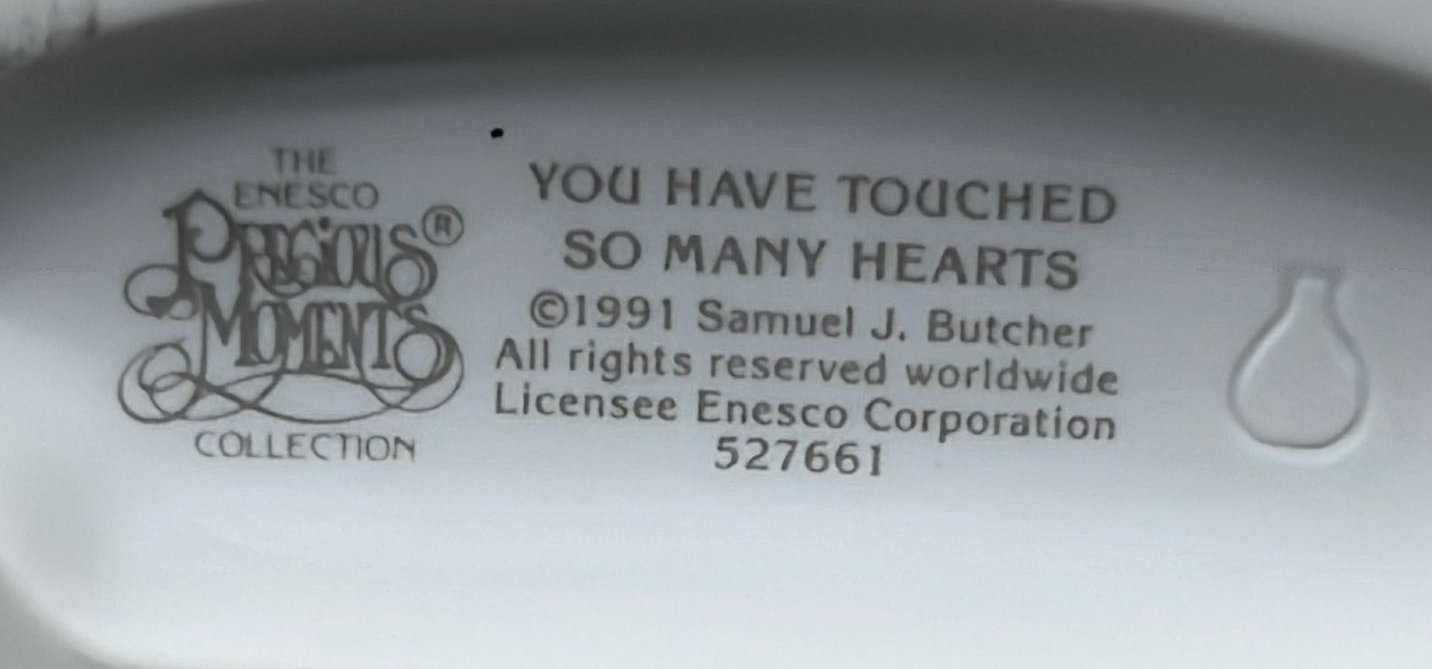 THE
ENESCO
PRECIOUS®
MOMENTS
COLLECTION
YOU HAVE TOUCHED
SO MANY HEARTS
©1991 Samuel J. Butcher
All rights reserved worldwide
Licensee Enesco Corporation
527661